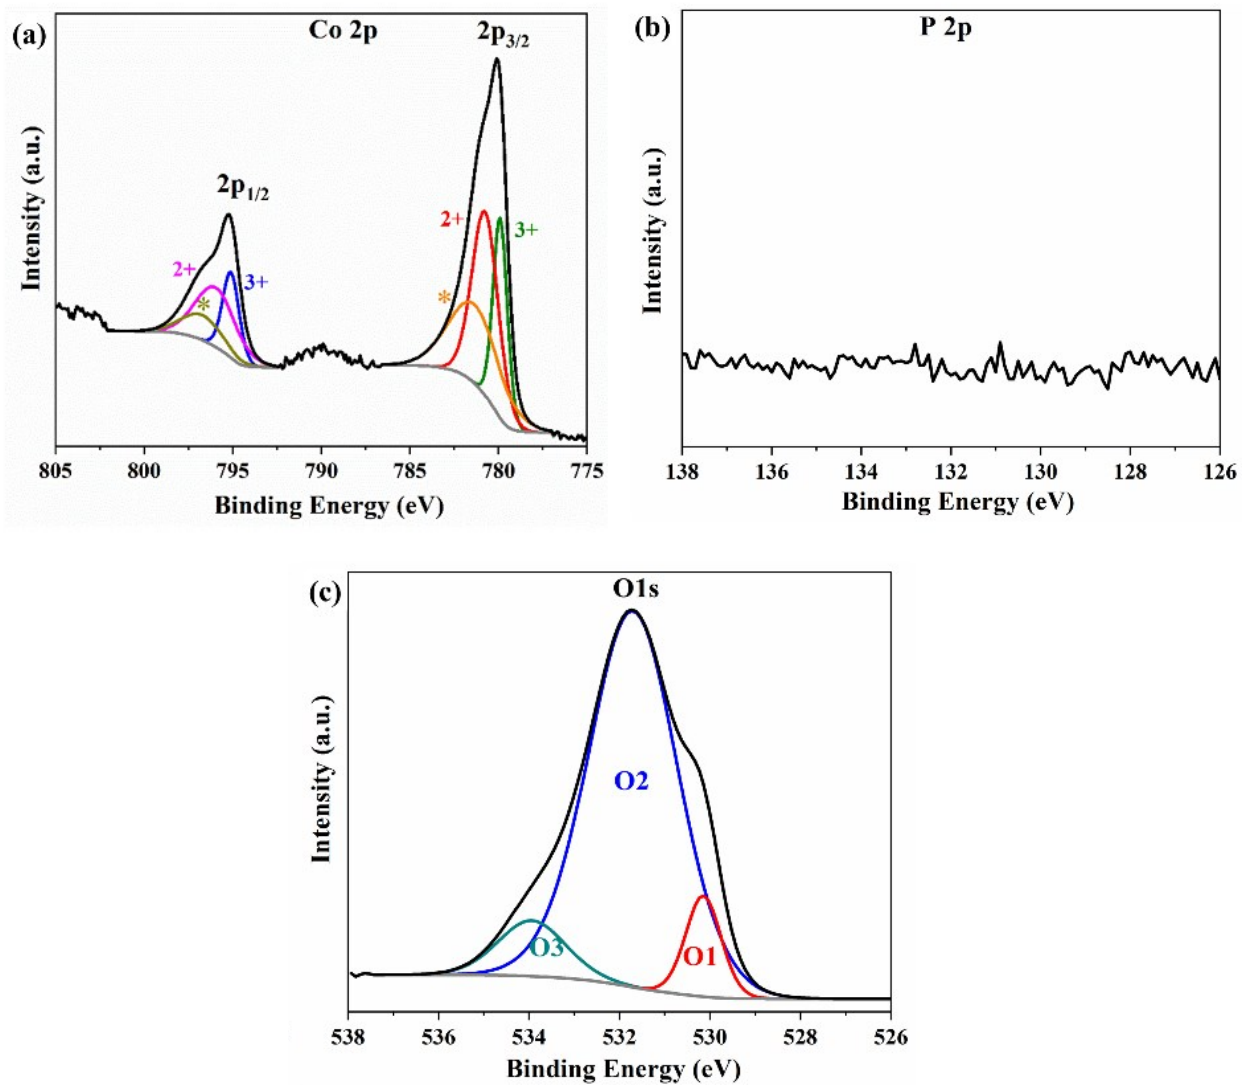 (a)
Co 2p
2p3/2
2p1/2
2+
3+
*
2+
3+
*
Intensity (a.u.)
805 800 795 790 785 780 775
Binding Energy (eV)
(b)
P 2p
Intensity (a.u.)
138 136 134 132 130 128 126
Binding Energy (eV)
(c)
O1s
O2
O3
O1
Intensity (a.u.)
538 536 534 532 530 528 526
Binding Energy (eV)